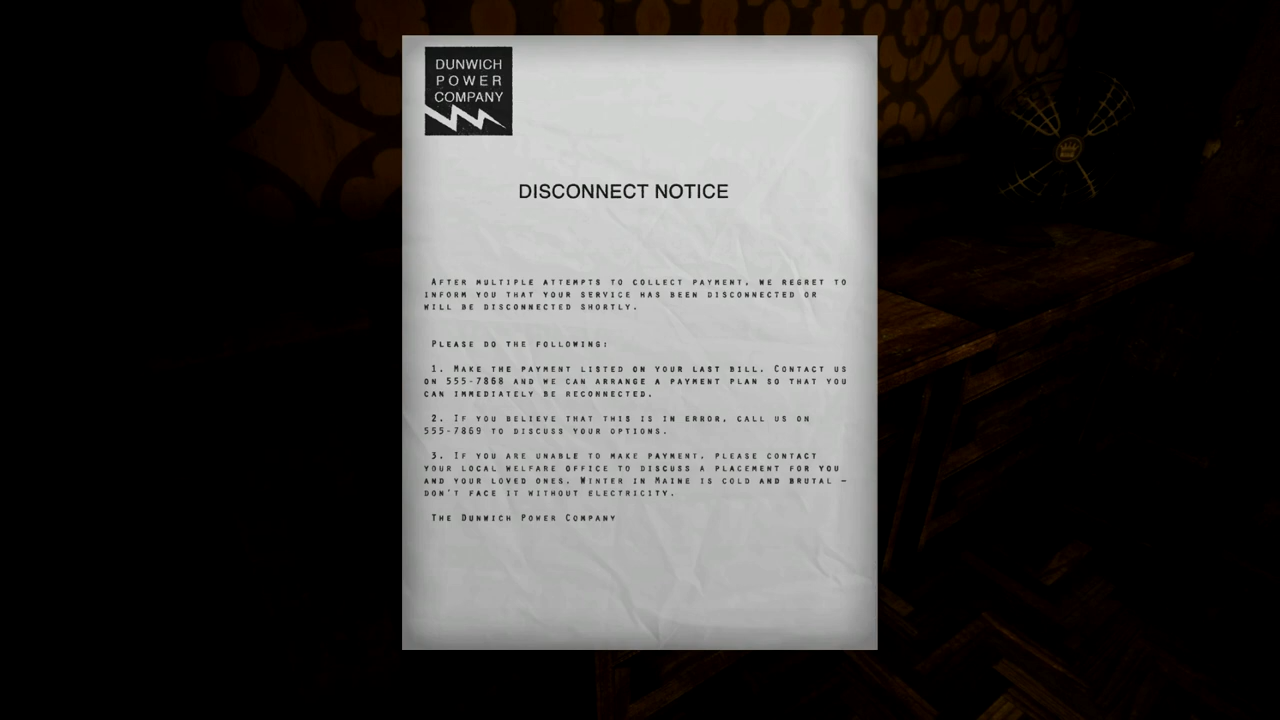 DUNWICH
POWER
COMPANY
DISCONNECT NOTICE
After multiple attempts to collect payment, we regret to
inform you that your service has been disconnected or
will be disconnected shortly.
Please do the following:
1. Make the payment listed on your last bill. Contact us
on 555-7868 and we can arrange a payment plan so that you
can immediately be reconnected.
2. If you believe that this is in error, call us on
555-7869 to discuss your options.
3. If you are unable to make payment, please contact
your local welfare office to discuss a placement for you
and your loved ones. Winter in Maine is cold and brutal –
don't face it without electricity.
The Dunwich Power Company